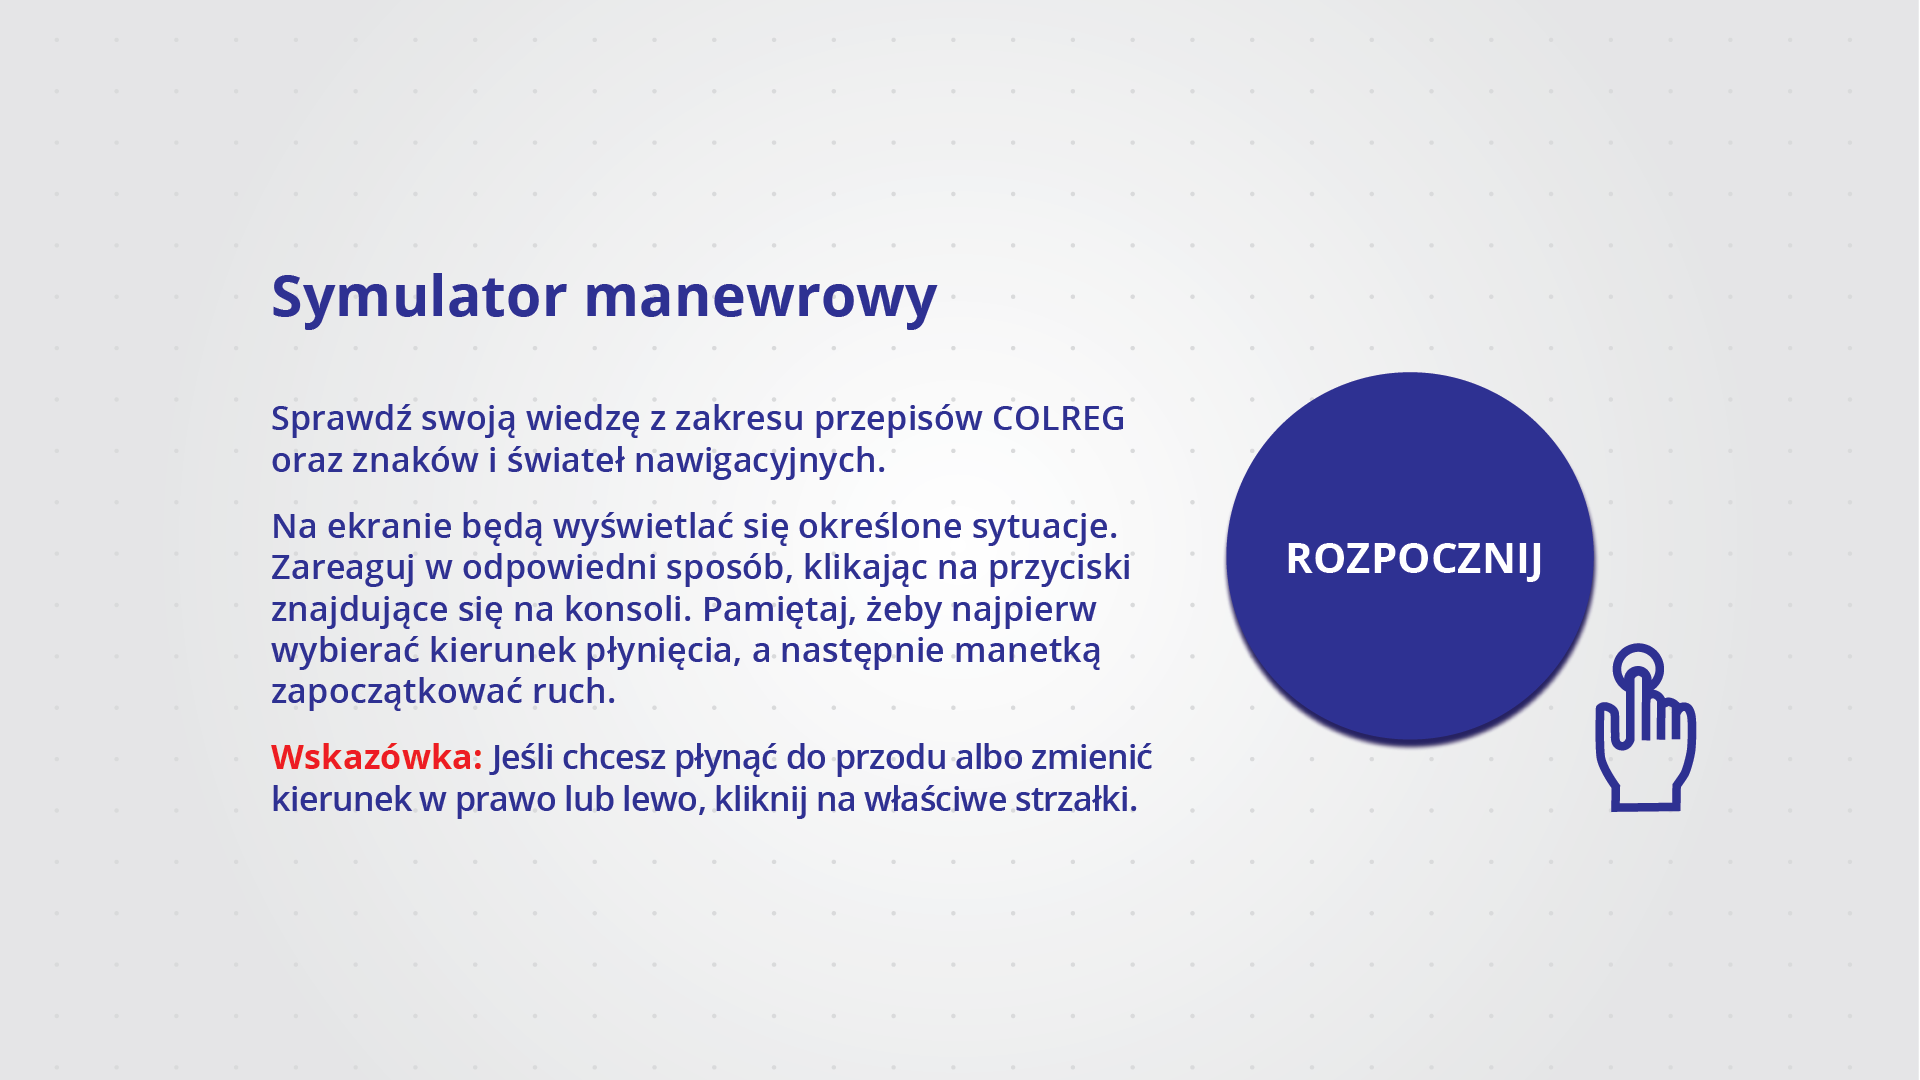 Symulator manewrowy
Sprawdź swoją wiedzę z zakresu przepisów COLREG
oraz znaków i świateł nawigacyjnych.
Na ekranie będą wyświetlać się określone sytuacje.
Zareaguj w odpowiedni sposób, klikając na przyciski
znajdujące się na konsoli. Pamiętaj, żeby najpierw
wybierać kierunek płynięcia, a następnie manetką
zapoczątkować ruch.
Wskazówka: Jeśli chcesz płynąć do przodu albo zmienić
kierunek w prawo lub lewo, kliknij na właściwe strzałki.
ROZPOCZNIJ